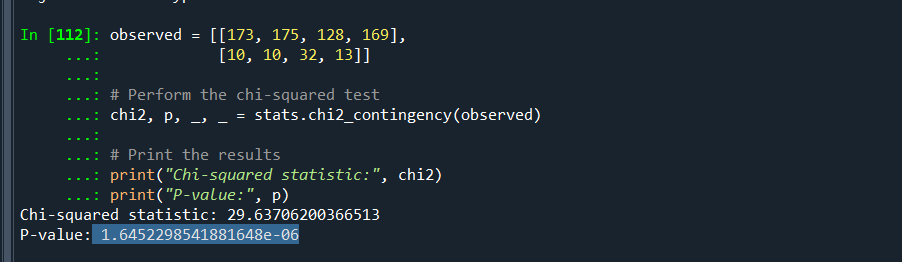 In [112]: observed = [[173, 175, 128, 169],
...: [10, 10, 32, 13]]
...:
...: # Perform the chi-squared test
...: chi2, p, _, _ = stats.chi2_contingency(observed)
...:
...: # Print the results
...: print("Chi-squared statistic:", chi2)
...: print("P-value:", p)
Chi-squared statistic: 29.63706200366513
P-value: 1.6452298541881648e-06